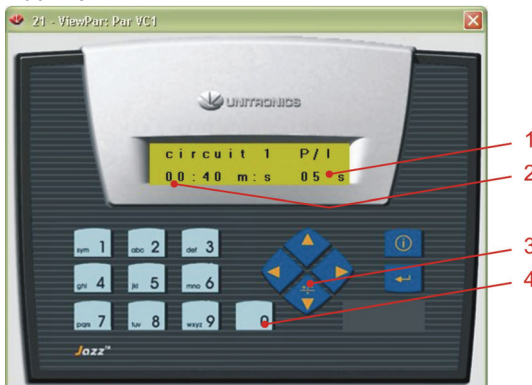 21 - ViewPar: Par VC1
UNITRONICS
circuit 1 P/I
00:40 m:s 05 s
1
2
3
4
sym 1 abc 2 def 3
ghi 4 jkl 5 mno 6
pqrs 7 tuv 8 wxyz 9 0
Jazz™